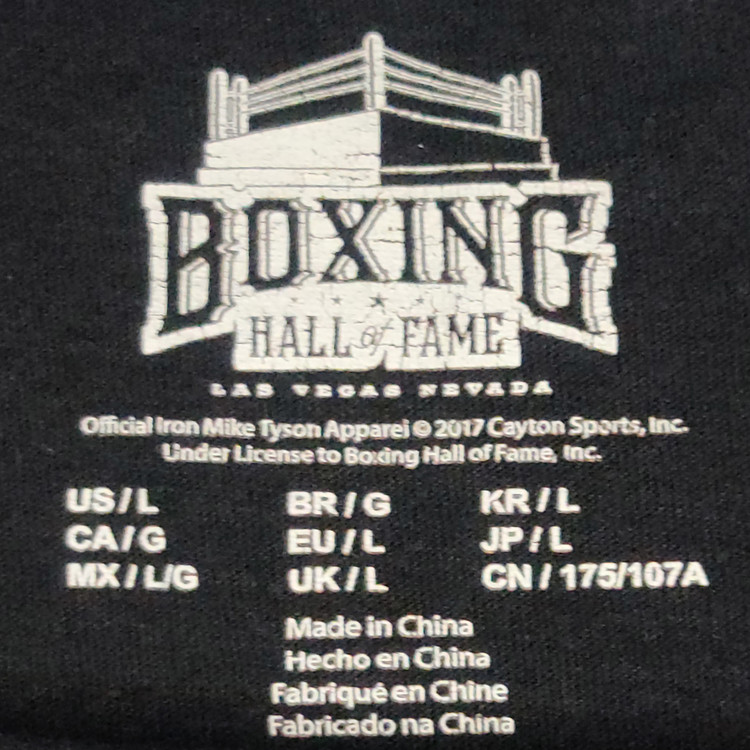 BOXING
HALL of FAME
LAS VEGAS NEVADA
Official Iron Mike Tyson Apparel © 2017 Cayton Sports, Inc.
Under License to Boxing Hall of Fame, Inc.
US / L BR / G KR / L
CA / G EU / L JP / L
MX / L/G UK / L CN / 175/107A
Made in China
Hecho en China
Fabriqué en Chine
Fabricado na China